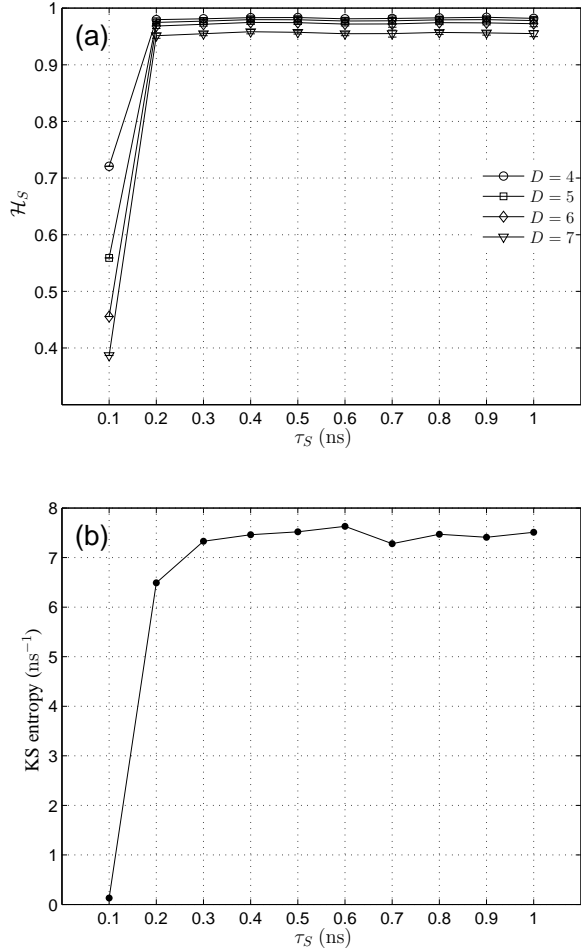 1
(a)
0.9
0.8
0.7
0.6
0.5
0.4
ℋ_S
D = 4
D = 5
D = 6
D = 7
0.1 0.2 0.3 0.4 0.5 0.6 0.7 0.8 0.9 1
τ_S (ns)
8
(b)
7
6
5
4
3
2
1
0
KS entropy (ns⁻¹)
0.1 0.2 0.3 0.4 0.5 0.6 0.7 0.8 0.9 1
τ_S (ns)